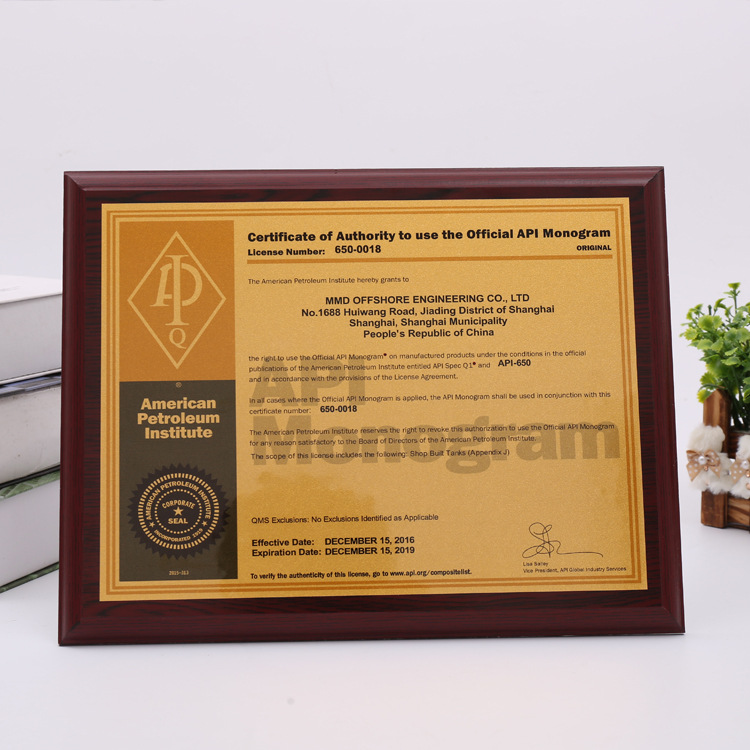 Certificate of Authority to use the Official API Monogram
License Number: 650-0018
ORIGINAL
The American Petroleum Institute hereby grants to
MMD OFFSHORE ENGINEERING CO., LTD
No.1688 Huiwang Road, Jiading District of Shanghai
Shanghai, Shanghai Municipality
People's Republic of China
the right to use the Official API Monogram® on manufactured products under the conditions in the official
publications of the American Petroleum Institute entitled API Spec Q1® and API-650
and in accordance with the provisions of the License Agreement.
In all cases where the Official API Monogram is applied, the API Monogram shall be used in conjunction with this
certificate number: 650-0018
The American Petroleum Institute reserves the right to revoke this authorization to use the Official API Monogram
for any reason satisfactory to the Board of Directors of the American Petroleum Institute.
The scope of this license includes the following: Shop Built Tanks (Appendix J)
API
Monogram
QMS Exclusions: No Exclusions Identified as Applicable
Effective Date: DECEMBER 15, 2016
Expiration Date: DECEMBER 15, 2019
To verify the authenticity of this license, go to www.api.org/compositelist.
Vice President, API Global Industry Services
API
Q
®
American
Petroleum
Institute
AMERICAN PETROLEUM INSTITUTE
CORPORATE
SEAL
INCORPORATED 1919